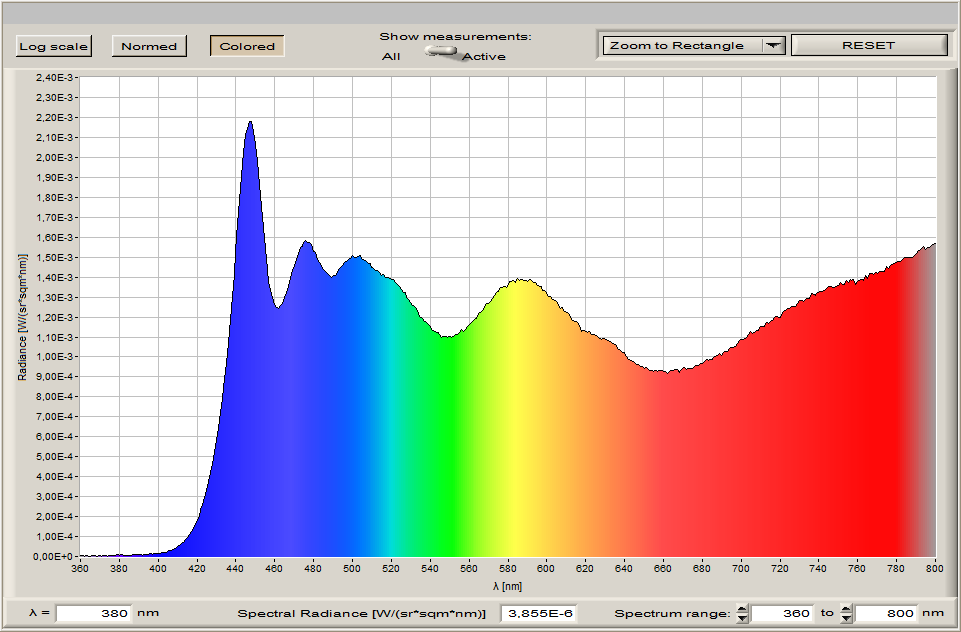 Show measurements:
Log scale Normed Colored All Active Zoom to Rectangle RESET
2,40E-3
2,30E-3
2,20E-3
2,10E-3
2,00E-3
1,90E-3
1,80E-3
1,70E-3
1,60E-3
1,50E-3
1,40E-3
1,30E-3
1,20E-3
1,10E-3
1,00E-3
9,00E-4
8,00E-4
7,00E-4
6,00E-4
5,00E-4
4,00E-4
3,00E-4
2,00E-4
1,00E-4
0,00E+0
Radiance [W/(sr*sqm*nm)]
360 380 400 420 440 460 480 500 520 540 560 580 600 620 640 660 680 700 720 740 760 780 800
λ [nm]
λ = 380 nm Spectral Radiance [W/(sr*sqm*nm)] 3,855E-6 Spectrum range: 360 to 800 nm